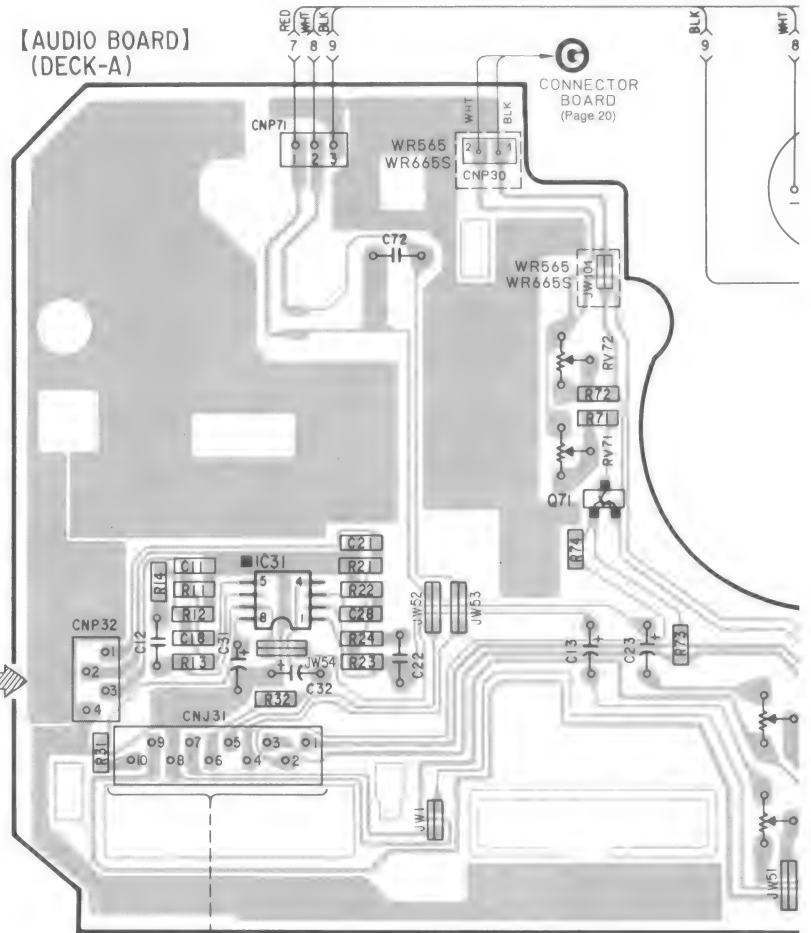 【AUDIO BOARD】
(DECK-A)
RED
WHT
BLK
7 8 9
BLK
WHT
9
8
G
CONNECTOR
BOARD
(Page 20)
WHT
BLK
CNP71
1 2 3
WR565
WR665S
2 1
CNP30
1
C72
WR565
WR665S
JW101
RV72
R72
R71
RV71
Q71
R74
C21
IC31
C11
R21
R14
5 4
R11
R22
R12
8 1
C28
CNP32
C12
C18
C31
R24
1
2
R13
R23
C22
3
4
JW54
C32
R32
JW52
JW53
C13
C23
R73
CNJ31
R31
9 7 5 3 1
10 8 6 4 2
JW1
JW51